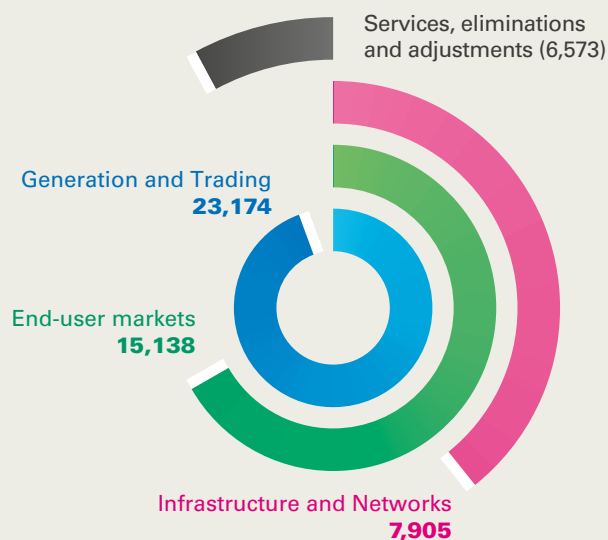 Services, eliminations
and adjustments (6,573)
Generation and Trading
23,174
End-user markets
15,138
Infrastructure and Networks
7,905